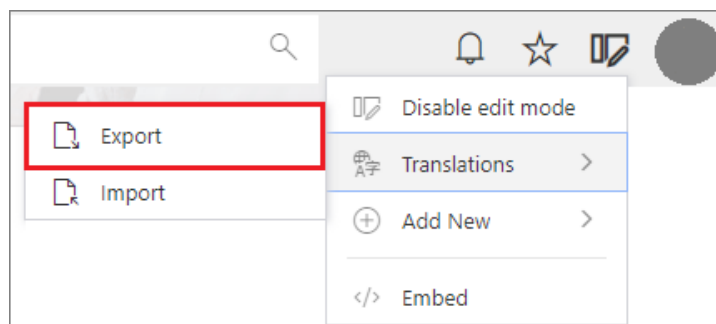 Disable edit mode
Export
Translations
Import
Add New
Embed